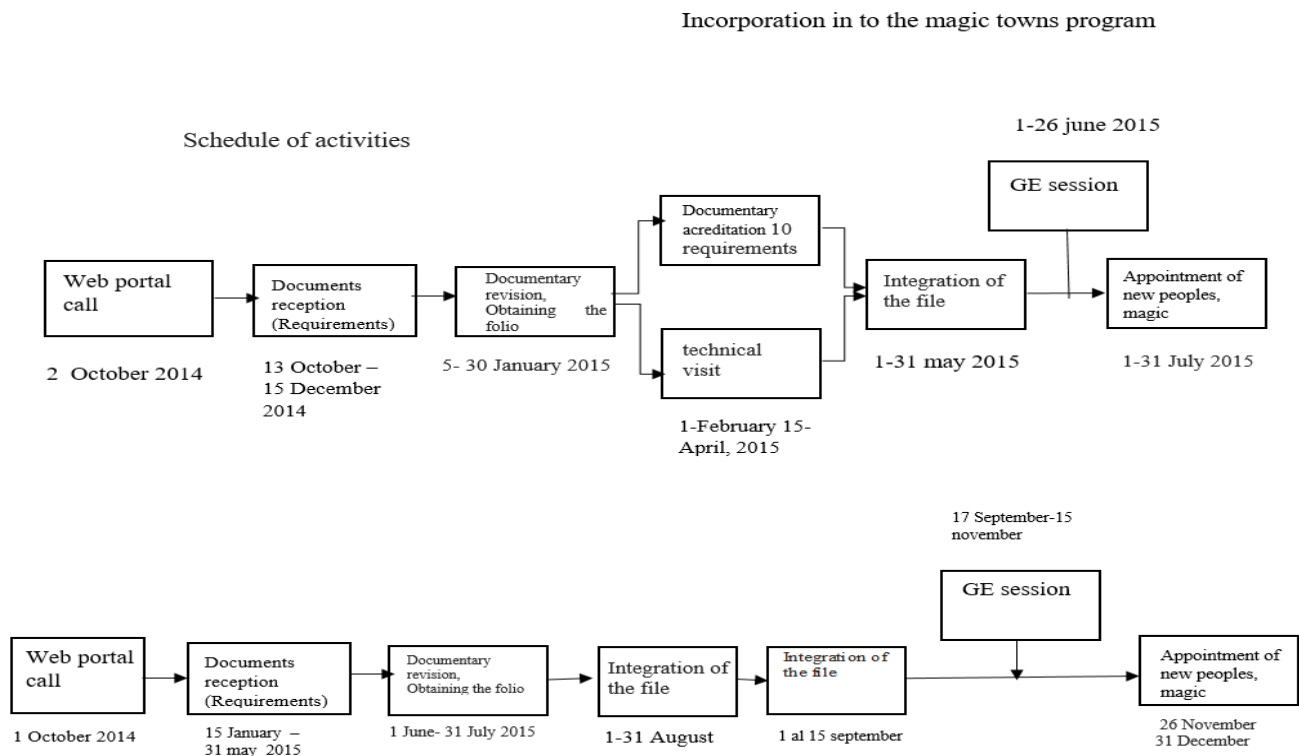 Incorporation in to the magic towns program
Schedule of activities
1-26 june 2015
GE session
Documentary
acreditation 10
requirements
Web portal
call
Documents
reception
(Requirements)
Documentary
revision,
Obtaining the
folio
Integration of
the file
Appointment of
new peoples,
magic
technical
visit
2 October 2014
13 October –
15 December
2014
5- 30 January 2015
1-February 15-
April, 2015
1-31 may 2015
1-31 July 2015
17 September-15
november
GE session
Web portal
call
Documents
reception
(Requirements)
Documentary
revision,
Obtaining the folio
Integration of
the file
Integration of
the file
Appointment of
new peoples,
magic
1 October 2014
15 January –
31 may 2015
1 June- 31 July 2015
1-31 August
1 al 15 september
26 November
31 December